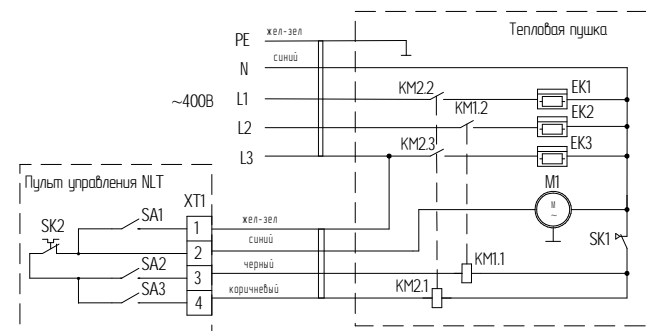 Тепловая пушка
PE
жел-зел
N
синий
~400В
L1
KM2.2
EK1
L2
KM1.2
EK2
L3
KM2.3
EK3
Пульт управления NLT
XT1
M1
M
~
SK2
SA1
1
жел-зел
2
синий
SK1
SA2
3
черный
KM1.1
SA3
4
коричневый
KM2.1